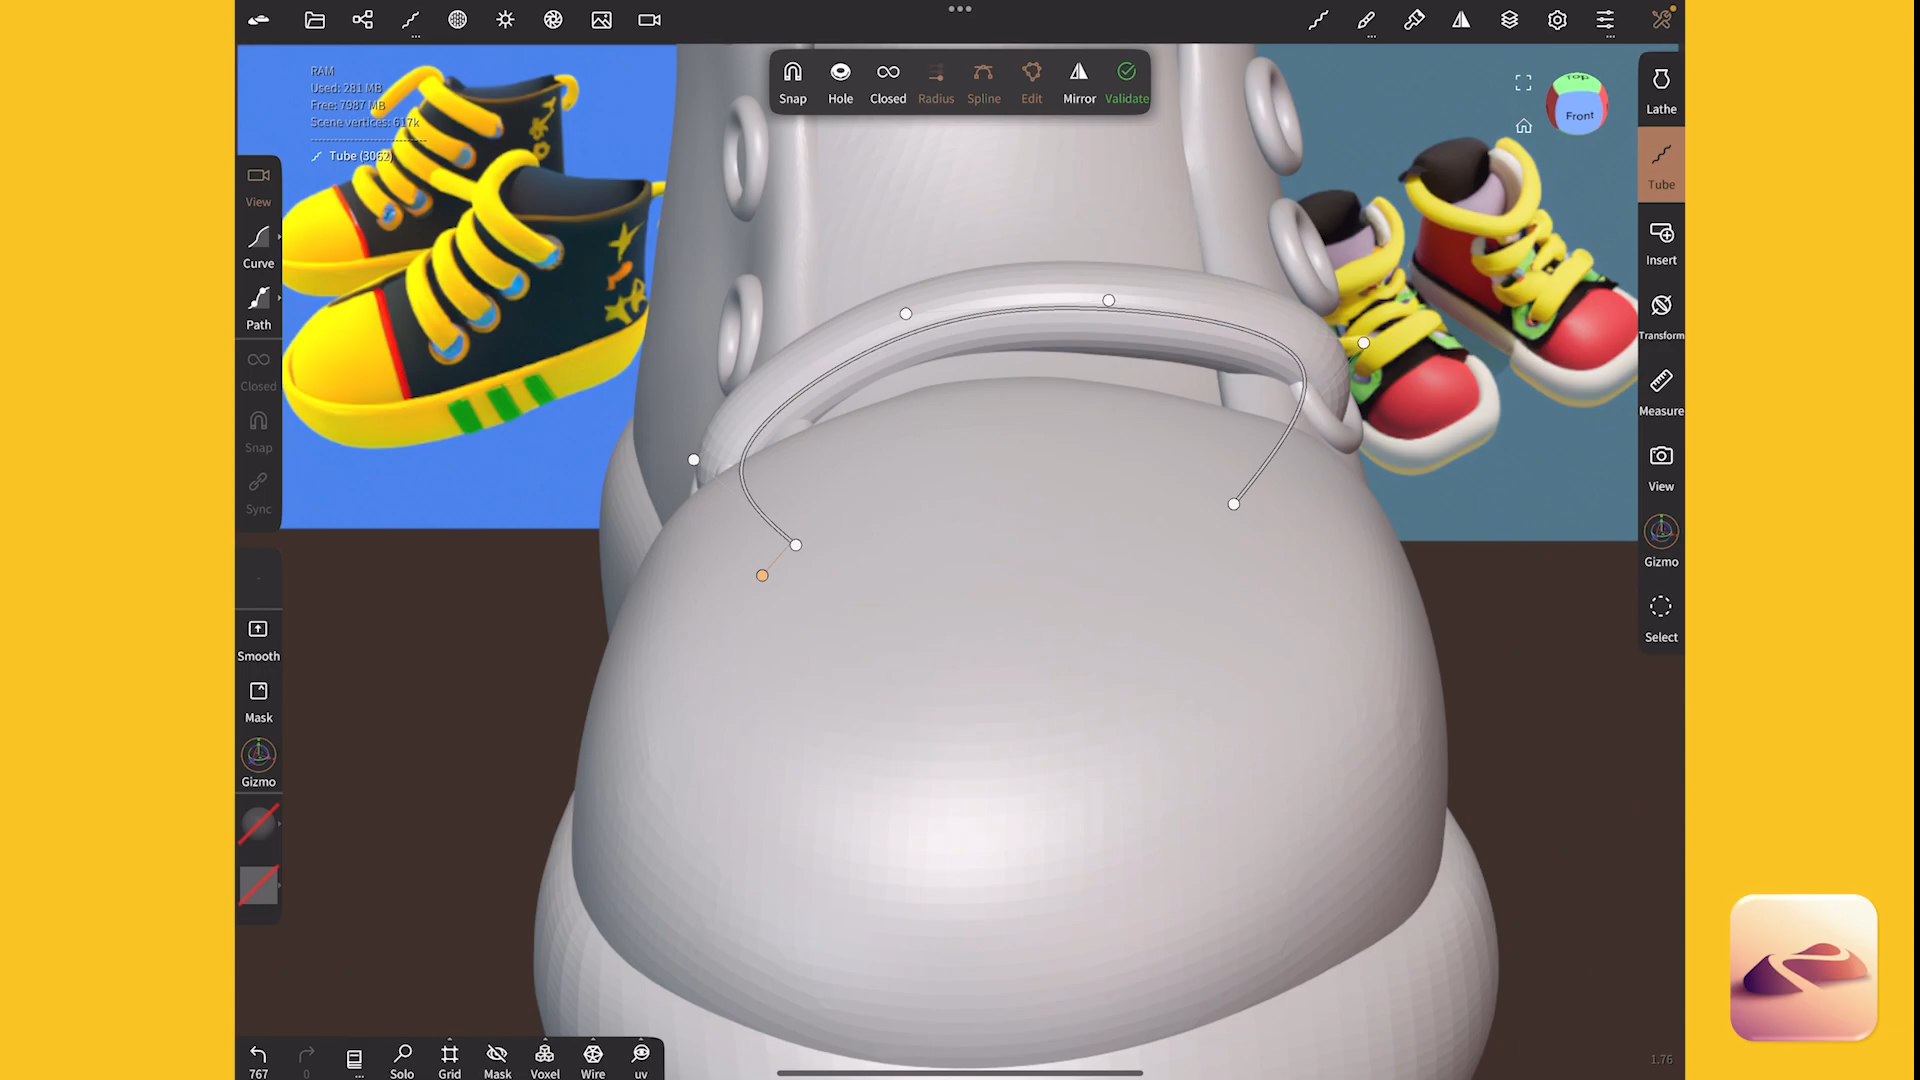 RAM
Used: 281 MB
Free: 7987 MB
Scene vertices: 617k
Tube (3062)
Snap
Hole
Closed
Radius
Spline
Edit
Mirror
Validate
Top
Front
View
Curve
Path
Closed
Snap
Sync
Smooth
Mask
Gizmo
Lathe
Tube
Insert
Transform
Measure
View
Gizmo
Select
767
0
Solo
Grid
Mask
Voxel
Wire
uv
1.76